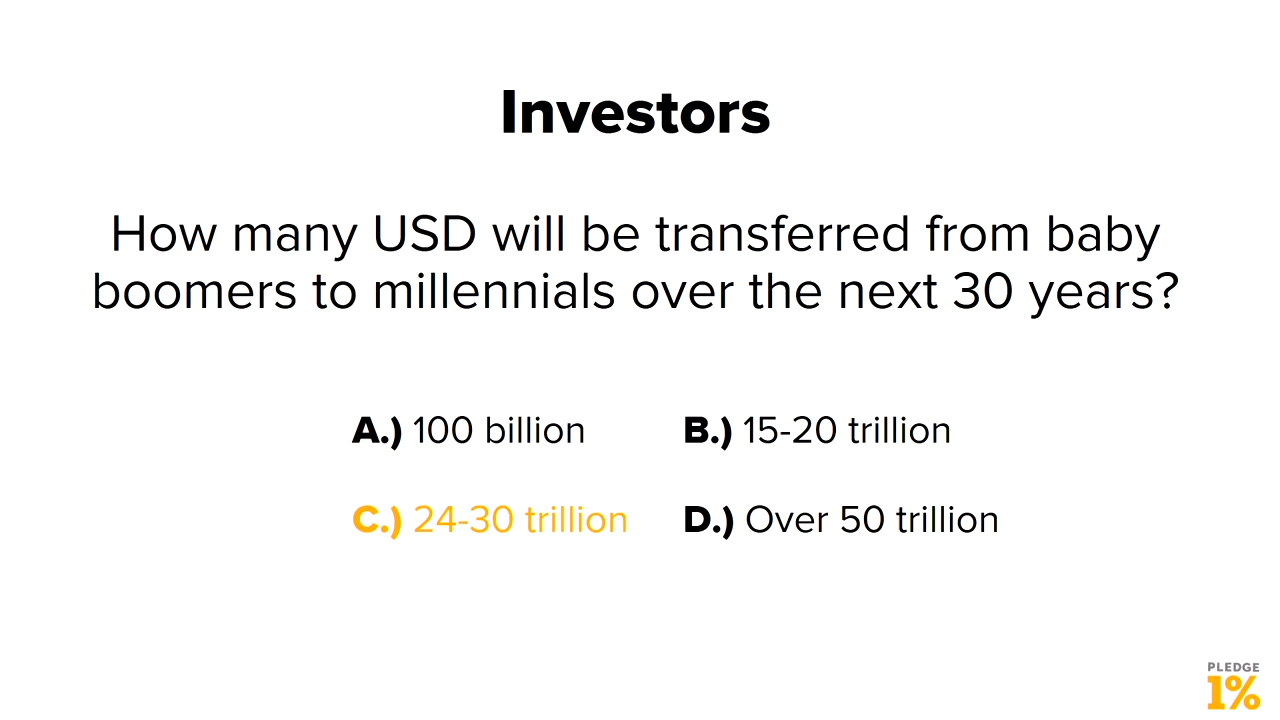 Investors
How many USD will be transferred from baby
boomers to millennials over the next 30 years?
A.) 100 billion
B.) 15-20 trillion
C.) 24-30 trillion
D.) Over 50 trillion
PLEDGE
1%